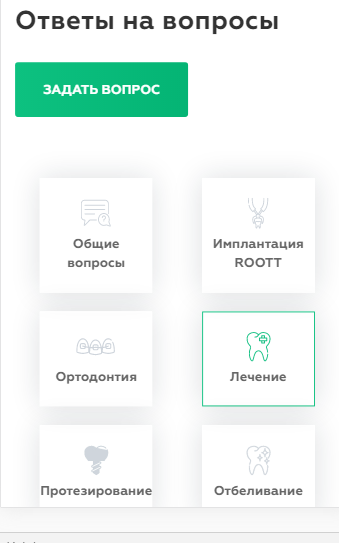 Ответы на вопросы
ЗАДАТЬ ВОПРОС
Общие
вопросы
Имплантация
ROOTT
Ортодонтия
Лечение
Протезирование
Отбеливание